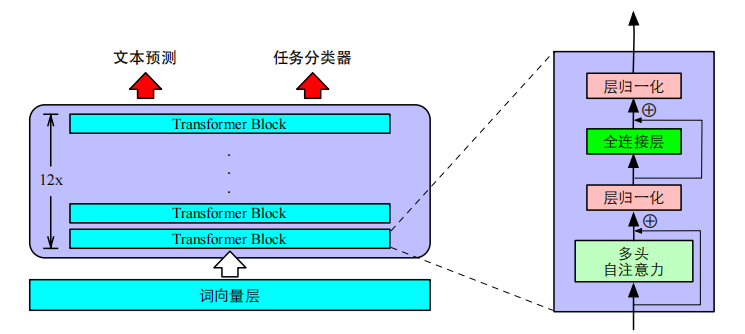 文本预测
任务分类器
Transformer Block
12x
Transformer Block
Transformer Block
词向量层
层归一化
⊕
全连接层
层归一化
⊕
多头
自注意力